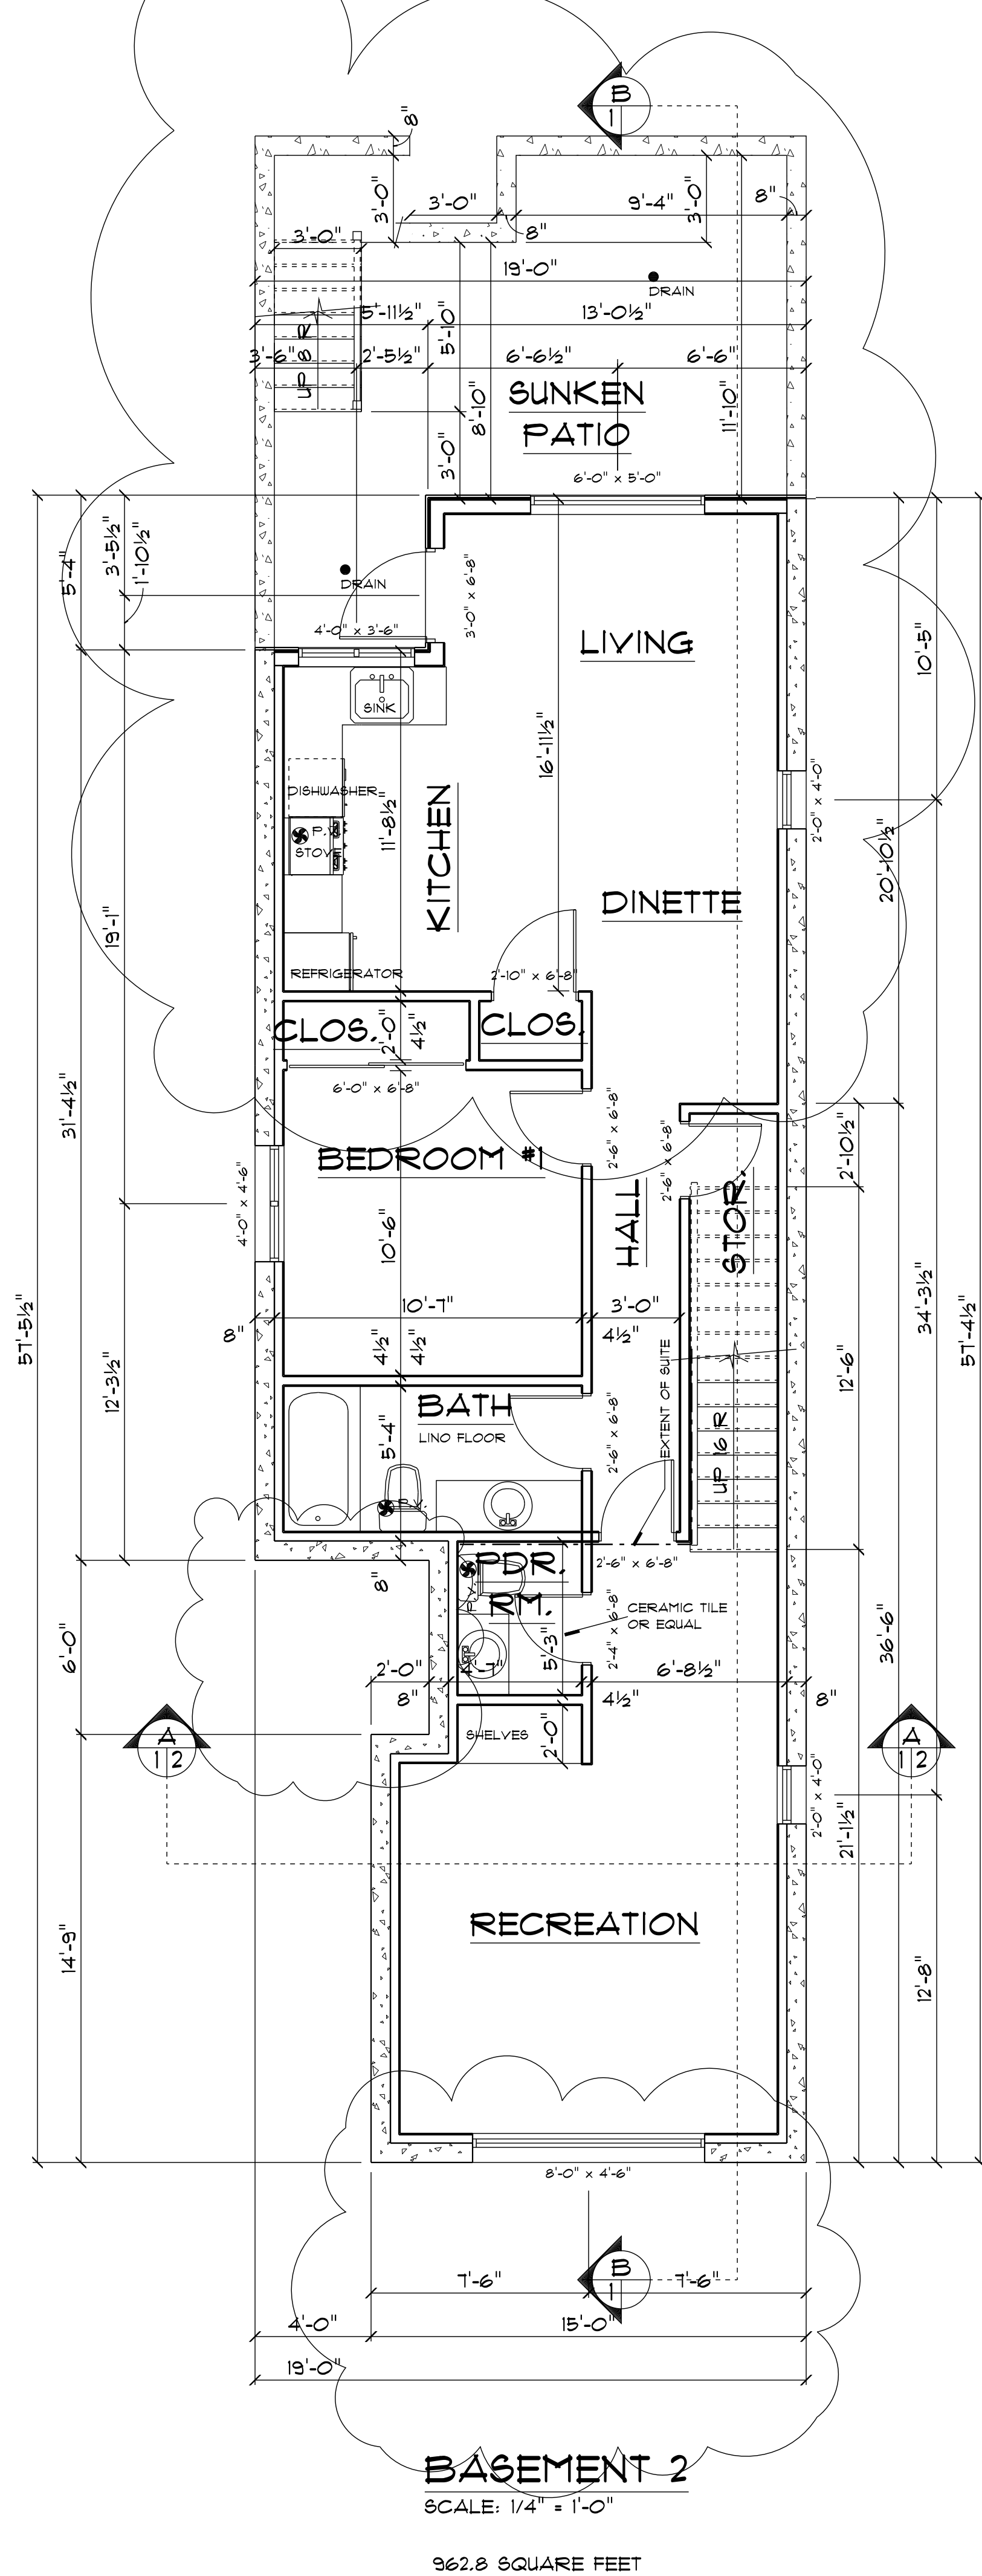 B
1
8"
3'-0"
3'-0"
9'-4"
3'-0"
8"
8"
3'-0"
19'-0"
DRAIN
5'-11½"
13'-0½"
5'-10"
UP 8 R
3'-6"
2'-5½"
6'-6½"
6'-6"
SUNKEN
PATIO
8'-10"
11'-10"
3'-0"
6'-0" x 5'-0"
5'-4"
3'-5½"
1'-10½"
DRAIN
3'-0" x 6'-8"
4'-0" x 3'-6"
LIVING
10'-5"
SINK
16'-11½"
DISHWASHER
11'-8½"
KITCHEN
2'-0" x 4'-0"
P.V.
STOVE
20'-10½"
DINETTE
19'-1"
REFRIGERATOR
2'-10" x 6'-8"
CLOS.
2'-0"
4½"
CLOS.
6'-0" x 6'-8"
31'-4½"
2'-6" x 6'-8"
2'-6" x 6'-8"
2'-10½"
BEDROOM #1
4'-0" x 4'-6"
10'-6"
HALL
STOR.
34'-3½"
57'-5½"
57'-4½"
10'-7"
3'-0"
8"
4½"
4½"
4½"
12'-3½"
EXTENT OF SUITE
12'-6"
BATH
LINO FLOOR
5'-4"
2'-6" x 6'-8"
UP 16 R
P.V.
8"
PDR.
RM.
P.V.
2'-6" x 6'-8"
2'-4" x 6'-8"
CERAMIC TILE
OR EQUAL
5'-3"
6'-0"
36'-6"
2'-0"
4'-7"
6'-8½"
8"
4½"
8"
SHELVES
2'-0"
A
1 2
A
1 2
2'-0" x 4'-0"
21'-1½"
RECREATION
14'-9"
12'-8"
8'-0" x 4'-6"
B
1
7'-6"
7'-6"
4'-0"
15'-0"
19'-0"
BASEMENT 2
SCALE: 1/4" = 1'-0"
962.8 SQUARE FEET